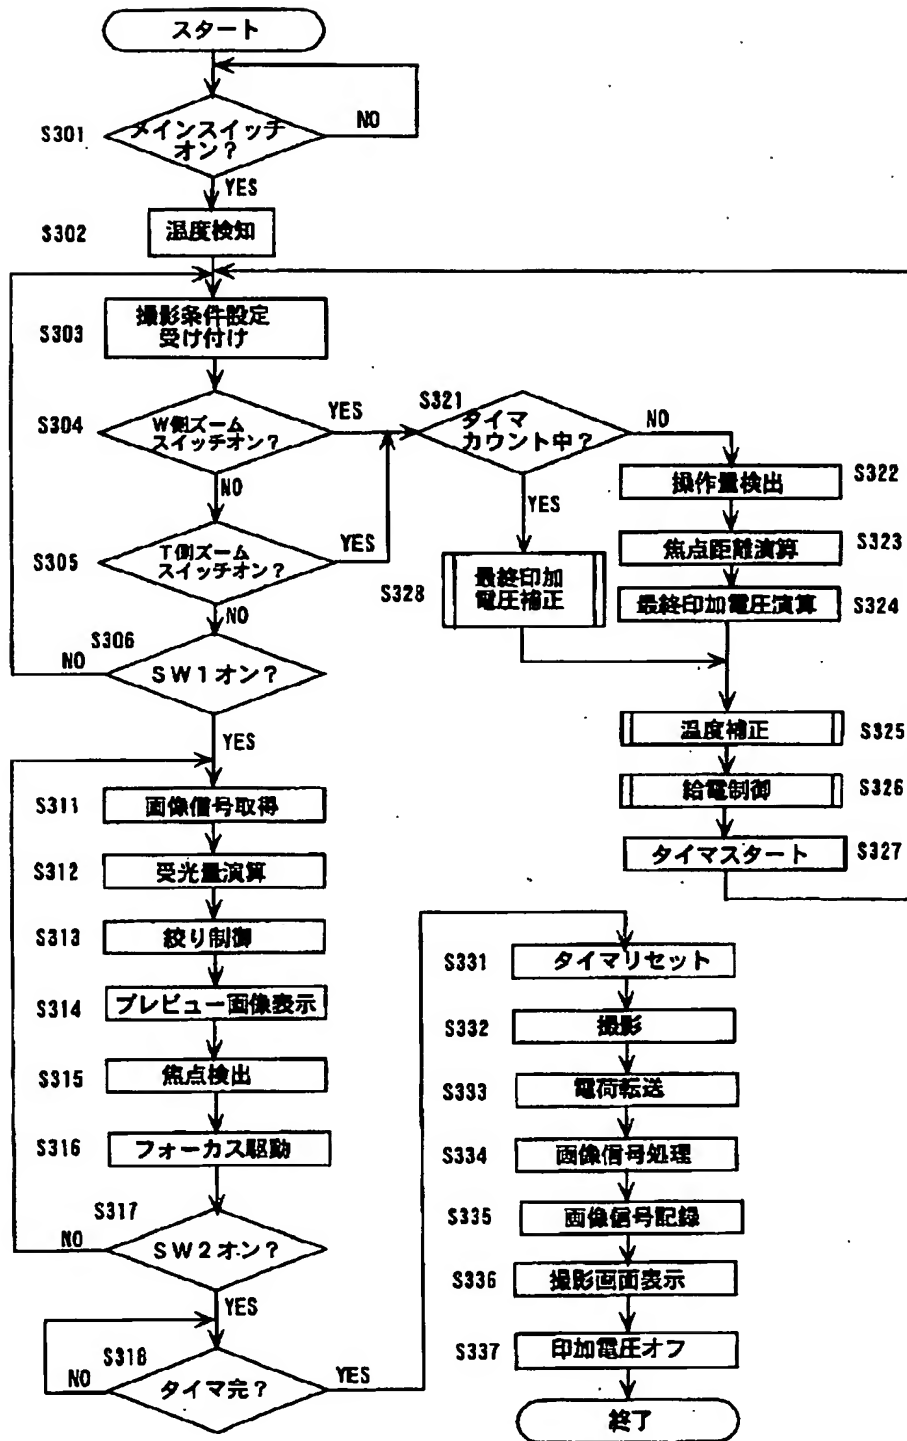 スタート
S301
メインスイッチ
オン？
NO
YES
S302
温度検知
S303
撮影条件設定
受け付け
S304
W側ズーム
スイッチオン？
YES
NO
S305
T側ズーム
スイッチオン？
YES
NO
S306
SW1オン？
NO
YES
S311
画像信号取得
S312
受光量演算
S313
絞り制御
S314
プレビュー画像表示
S315
焦点検出
S316
フォーカス駆動
S317
SW2オン？
NO
YES
S318
タイマ完？
NO
YES
S321
タイマ
カウント中？
NO
YES
S322
操作量検出
S323
焦点距離演算
S324
最終印加電圧演算
S328
最終印加
電圧補正
S325
温度補正
S326
給電制御
S327
タイマスタート
S331
タイマリセット
S332
撮影
S333
電荷転送
S334
画像信号処理
S335
画像信号記録
S336
撮影画面表示
S337
印加電圧オフ
終了